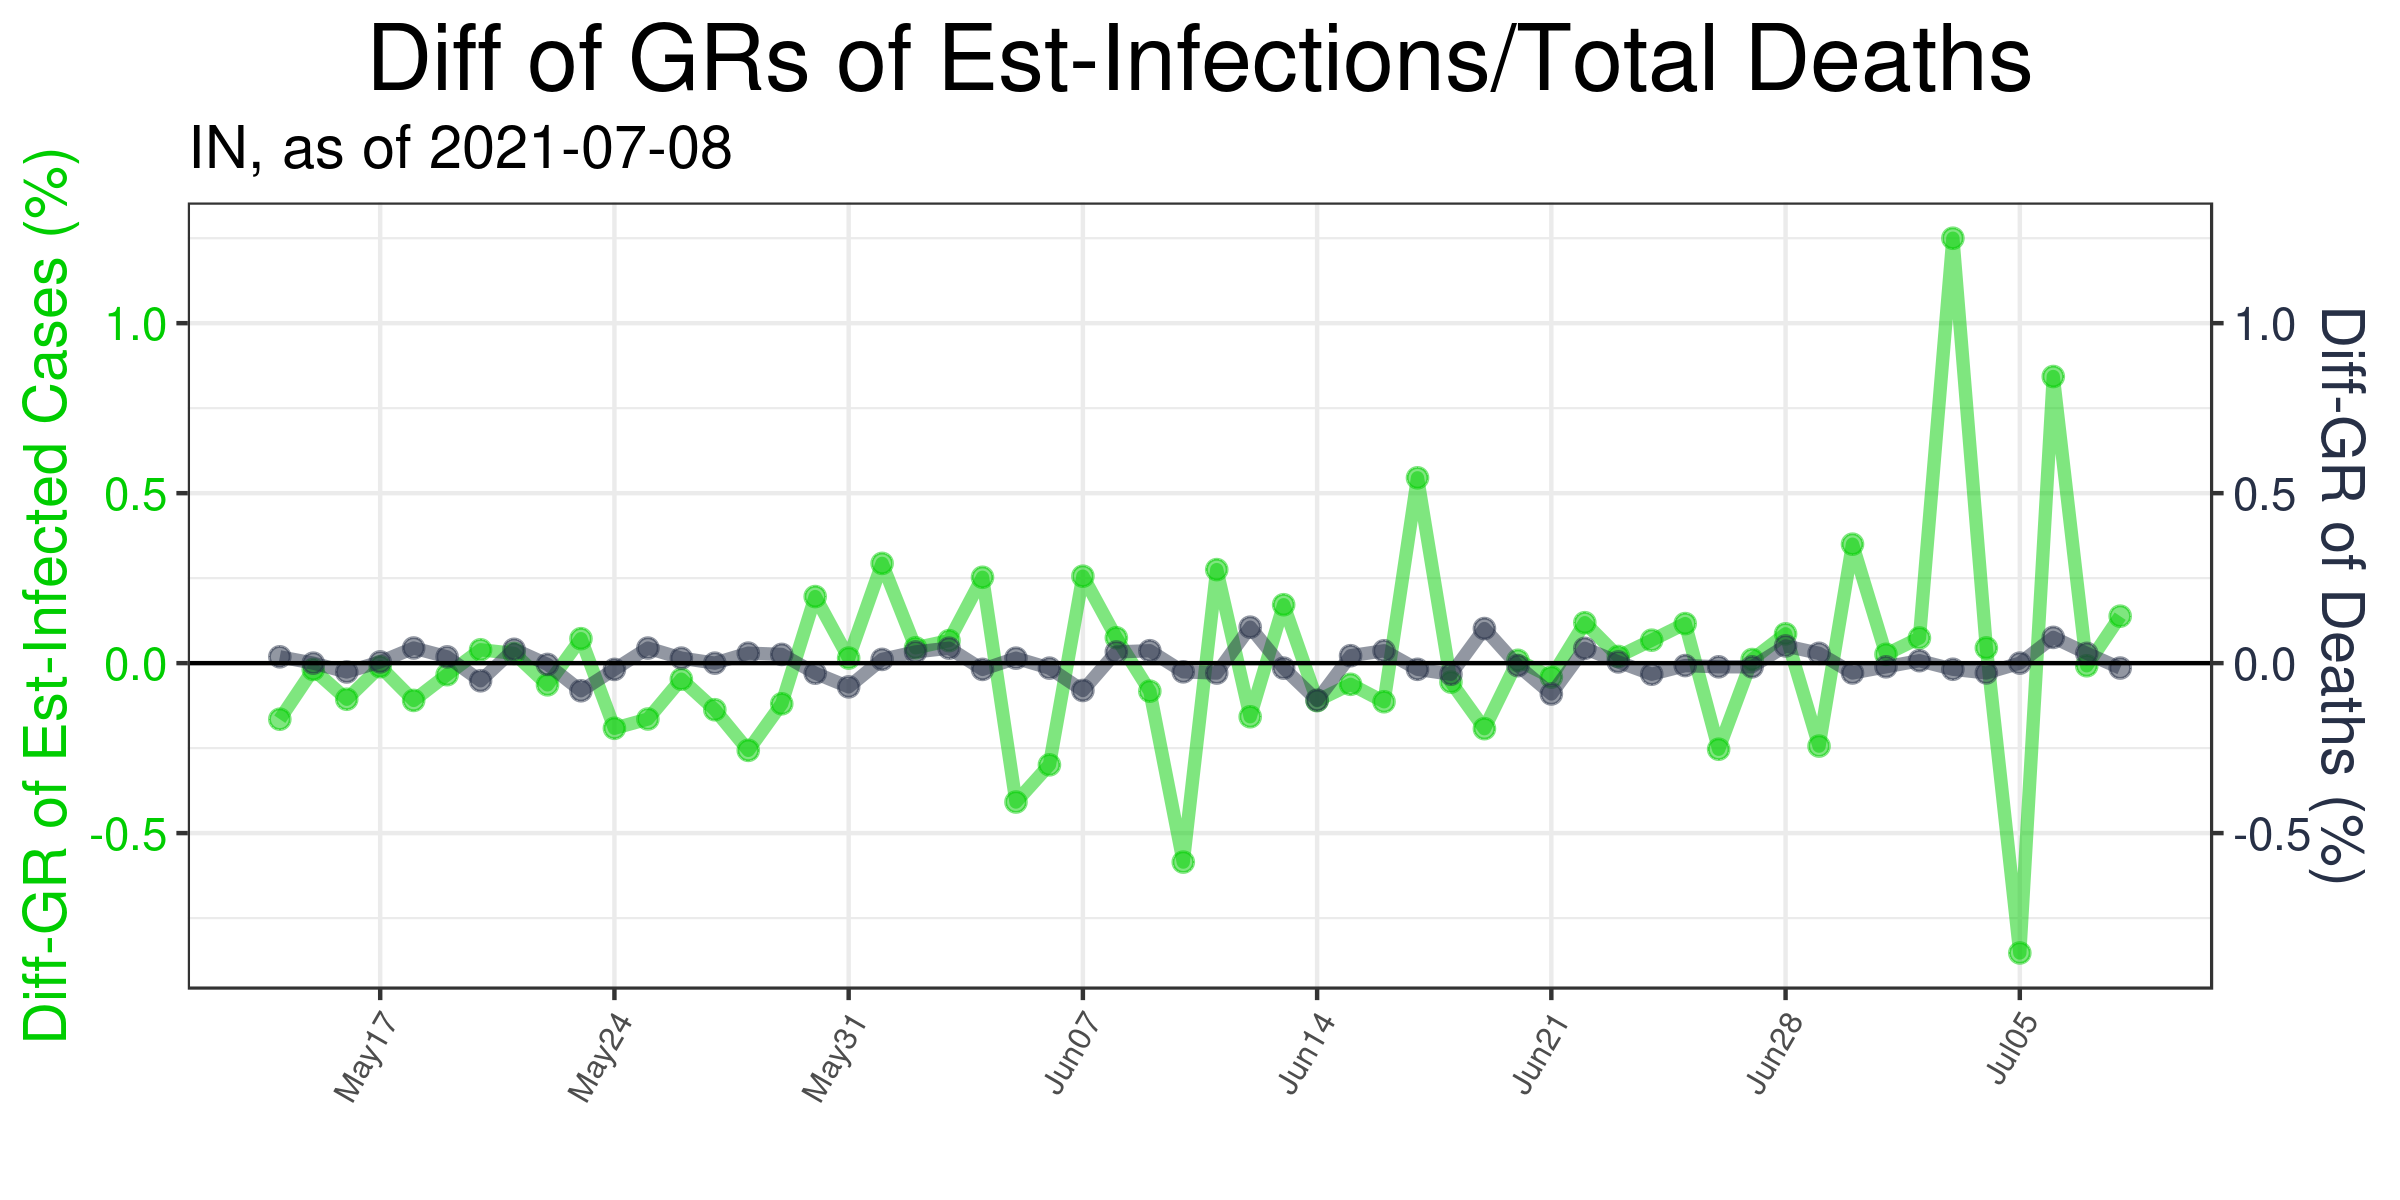 Diff of GRs of Est-Infections/Total Deaths
IN, as of 2021-07-08
Diff-GR of Est-Infected Cases (%)
1.0
0.5
0.0
-0.5
1.0
0.5
0.0
-0.5
Diff-GR of Deaths (%)
May17
May24
May31
Jun07
Jun14
Jun21
Jun28
Jul05